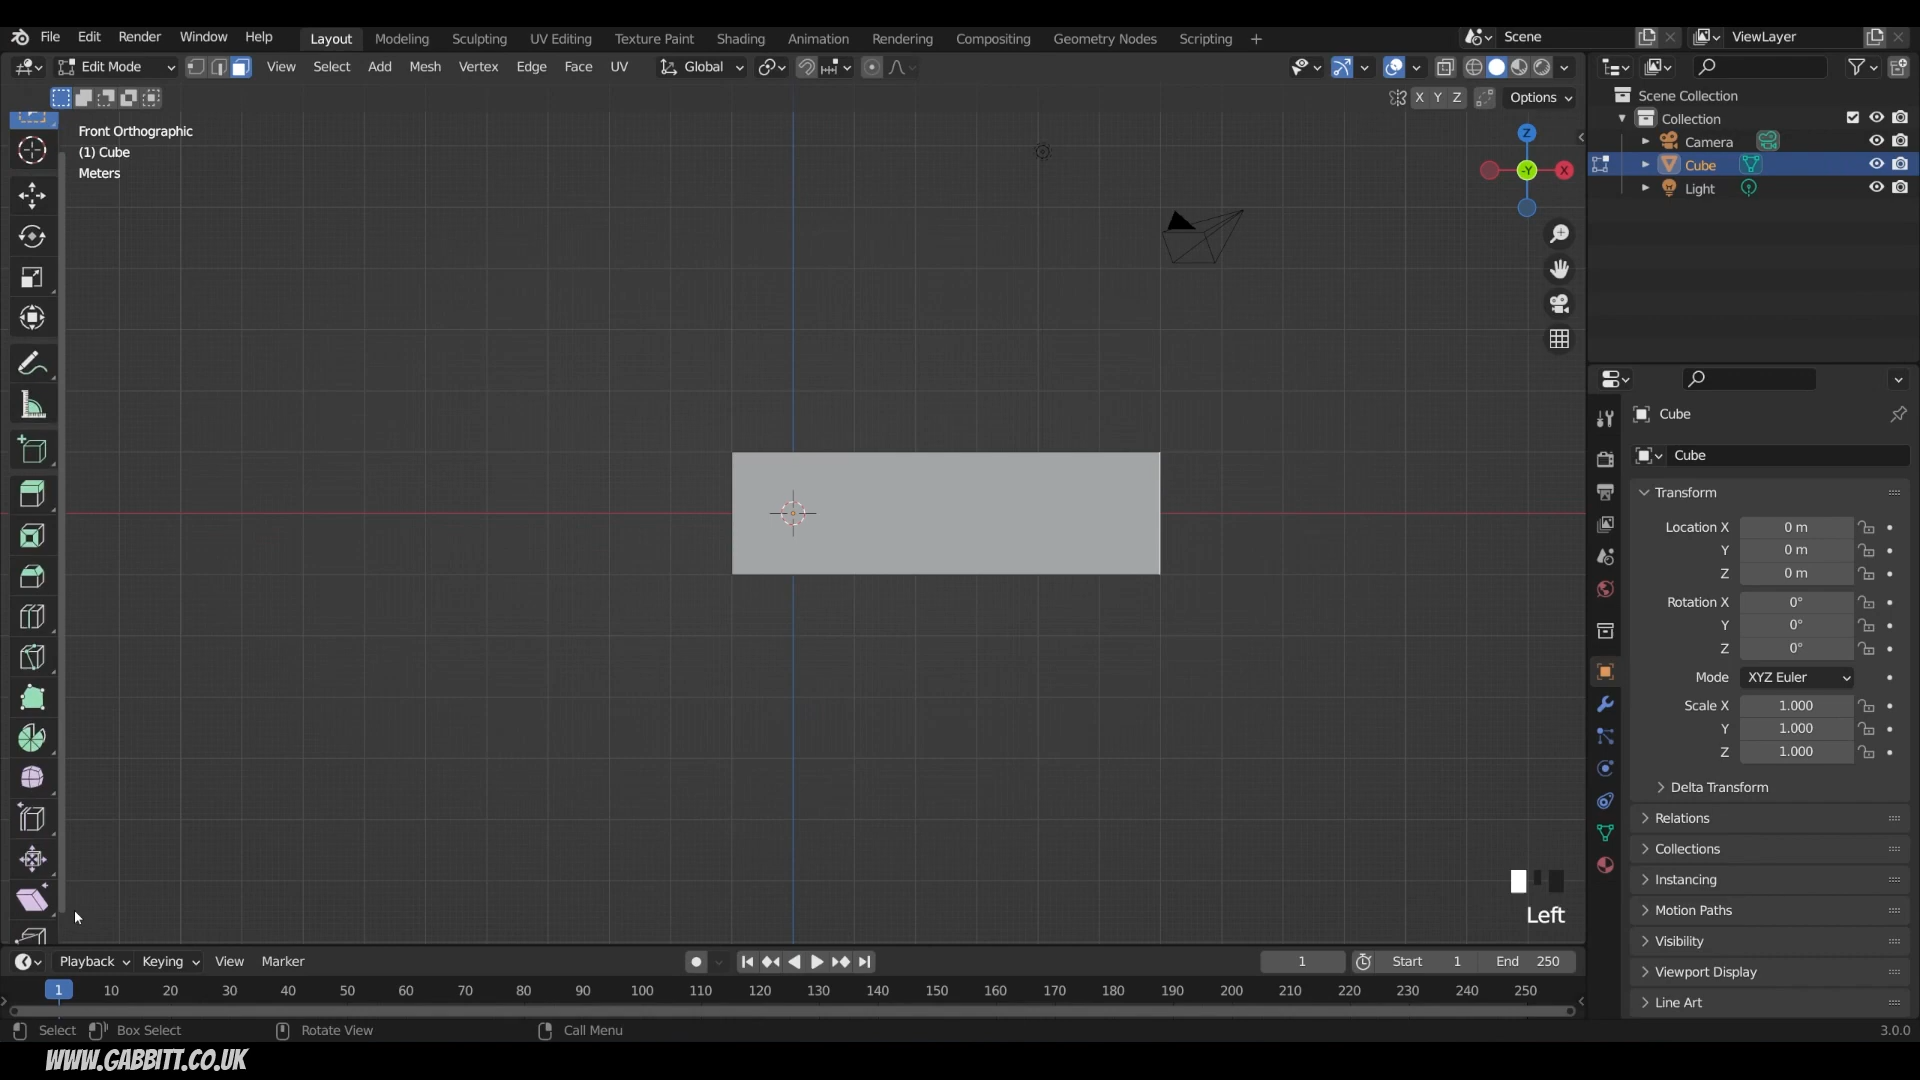 File Edit Render Window Help Layout Modeling Sculpting UV Editing Texture Paint Shading Animation Rendering Compositing Geometry Nodes Scripting + Scene ViewLayer
Edit Mode View Select Add Mesh Vertex Edge Face UV Global
X Y Z Options
Front Orthographic
(1) Cube
Meters
Z
-Y X
Scene Collection
Collection
Camera
Cube
Light
Cube
Cube
Transform
Location X 0 m
Y 0 m
Z 0 m
Rotation X 0°
Y 0°
Z 0°
Mode XYZ Euler
Scale X 1.000
Y 1.000
Z 1.000
Delta Transform
Relations
Collections
Instancing
Motion Paths
Visibility
Viewport Display
Line Art
Left
Playback Keying View Marker 1 Start 1 End 250
1 10 20 30 40 50 60 70 80 90 100 110 120 130 140 150 160 170 180 190 200 210 220 230 240 250
Select Box Select Rotate View Call Menu 3.0.0
WWW.GABBITT.CO.UK